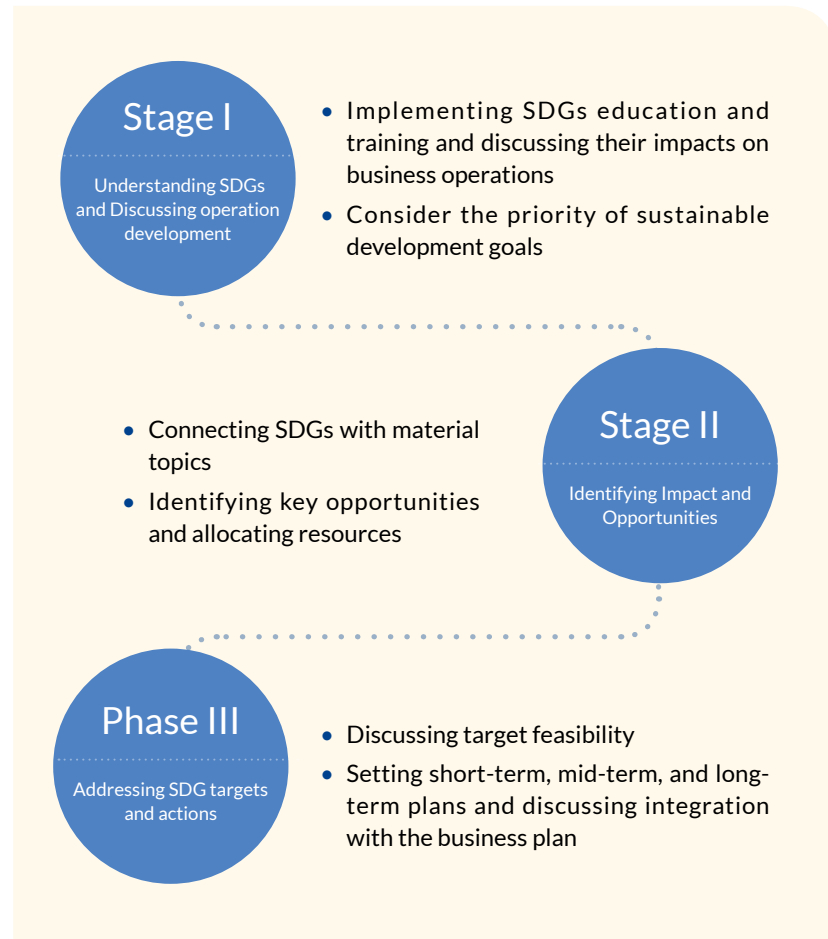 Stage I
Understanding SDGs
and Discussing operation
development
• Implementing SDGs education and
training and discussing their impacts on
business operations
• Consider the priority of sustainable
development goals
Stage II
Identifying Impact and
Opportunities
• Connecting SDGs with material
topics
• Identifying key opportunities
and allocating resources
Phase III
Addressing SDG targets
and actions
• Discussing target feasibility
• Setting short-term, mid-term, and long-
term plans and discussing integration
with the business plan